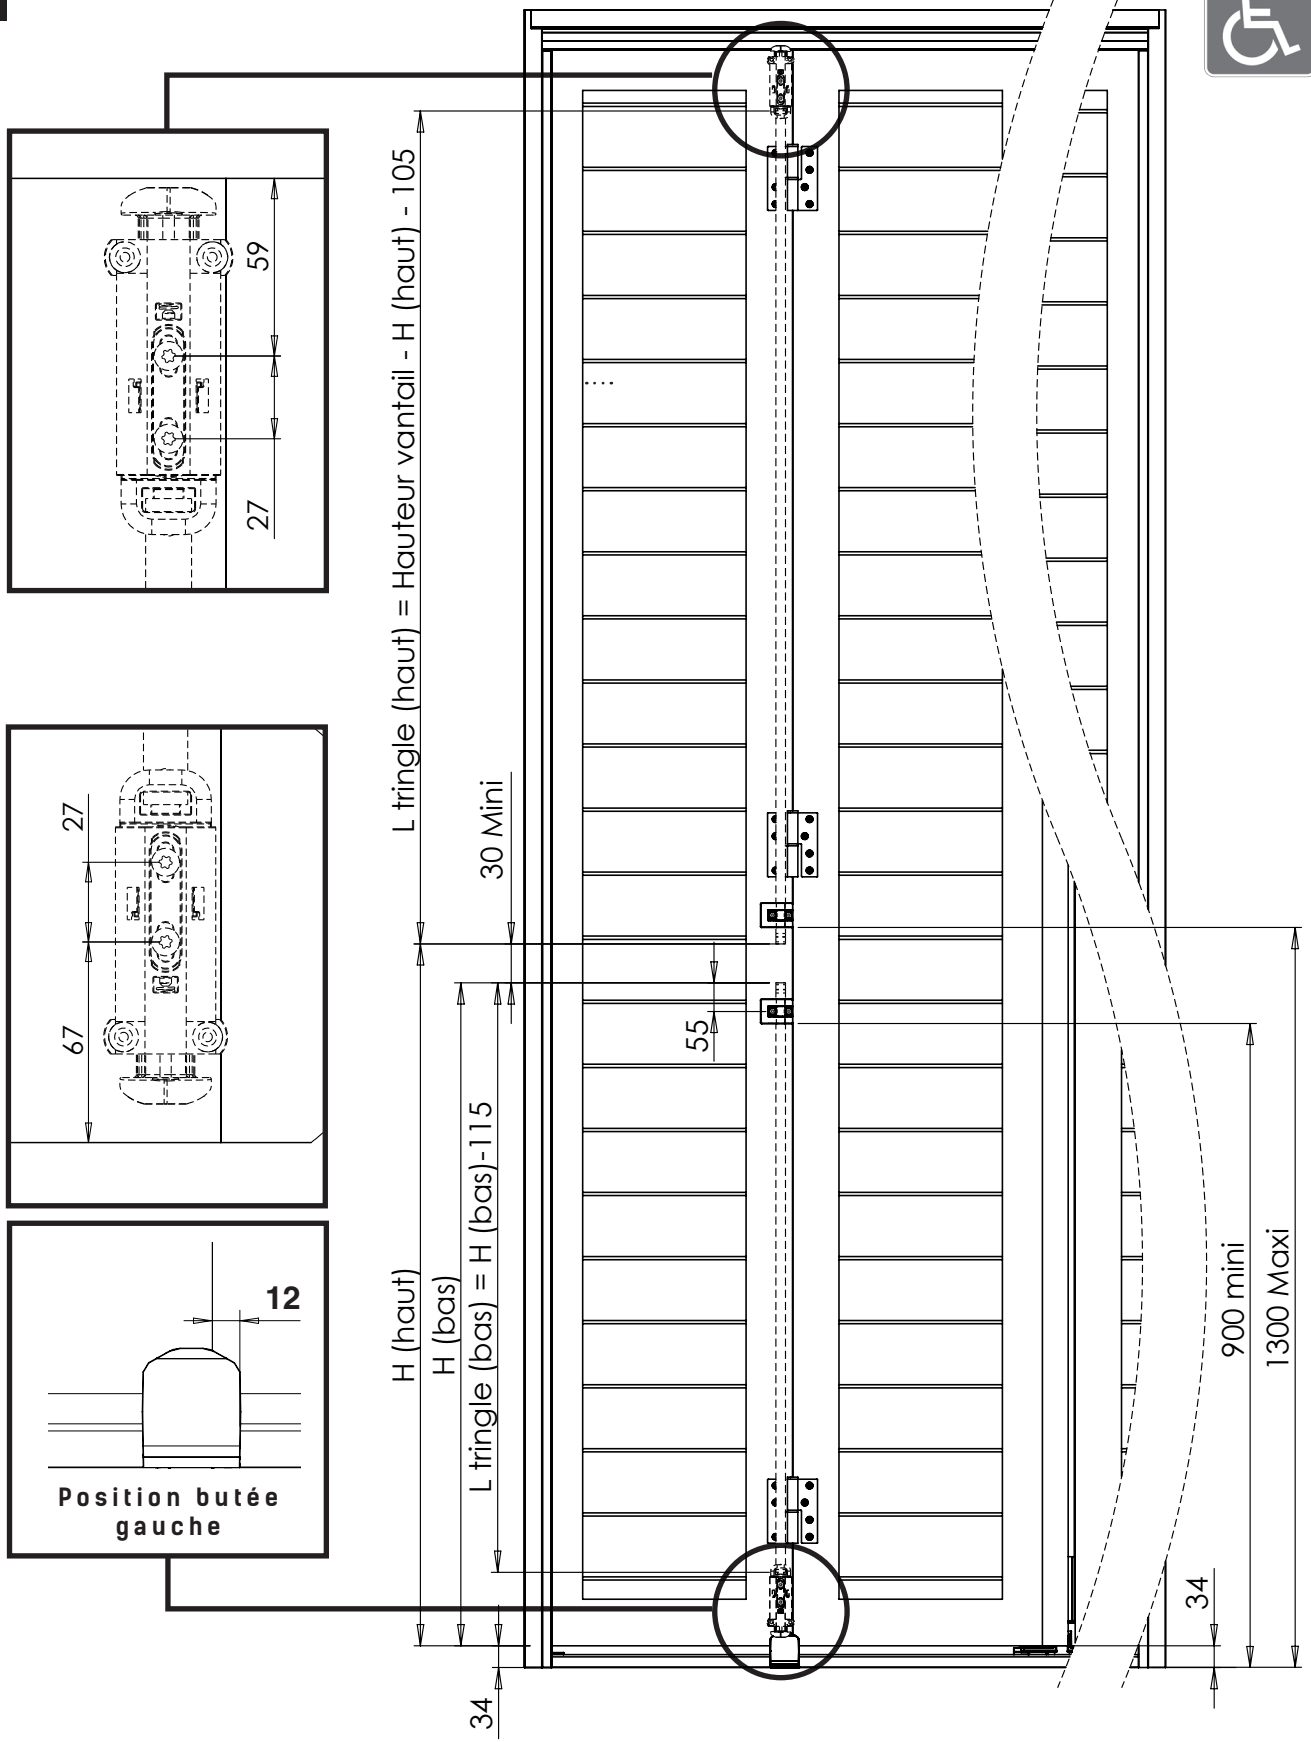 59
27
L tringle (haut) = Hauteur vantail - H (haut) - 105
27
67
30 Mini
55
12
Position butée
gauche
H (haut)
H (bas)
L tringle (bas) = H (bas)-115
900 mini
1300 Maxi
34
34